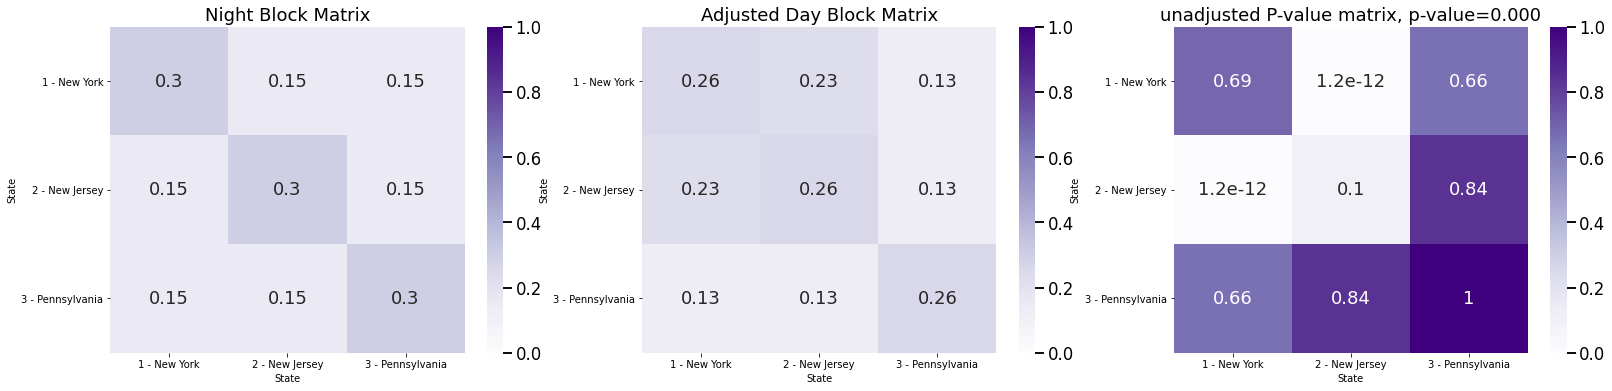 Night Block Matrix
State
1 - New York
2 - New Jersey
3 - Pennsylvania
0.3 0.15 0.15
0.15 0.3 0.15
0.15 0.15 0.3
1 - New York 2 - New Jersey 3 - Pennsylvania
State
1.0
0.8
0.6
0.4
0.2
0.0
Adjusted Day Block Matrix
State
1 - New York
2 - New Jersey
3 - Pennsylvania
0.26 0.23 0.13
0.23 0.26 0.13
0.13 0.13 0.26
1 - New York 2 - New Jersey 3 - Pennsylvania
State
1.0
0.8
0.6
0.4
0.2
0.0
unadjusted P-value matrix, p-value=0.000
State
1 - New York
2 - New Jersey
3 - Pennsylvania
0.69 1.2e-12 0.66
1.2e-12 0.1 0.84
0.66 0.84 1
1 - New York 2 - New Jersey 3 - Pennsylvania
State
1.0
0.8
0.6
0.4
0.2
0.0